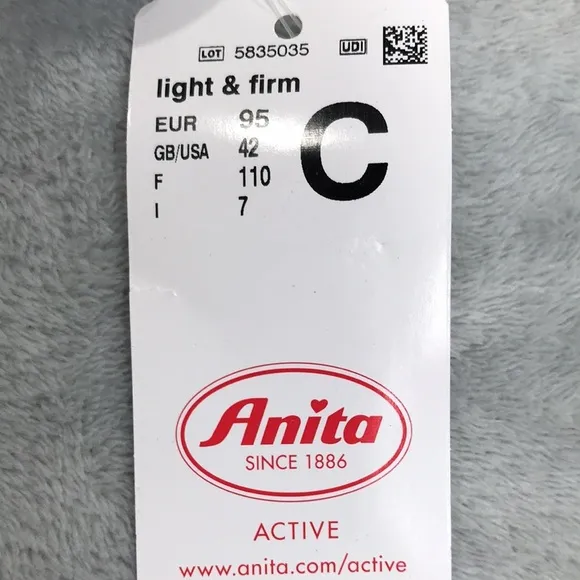 LOT 5835035 UDI
light & firm
EUR 95
GB/USA 42
F 110
I 7
C
Anita
SINCE 1886
ACTIVE
www.anita.com/active